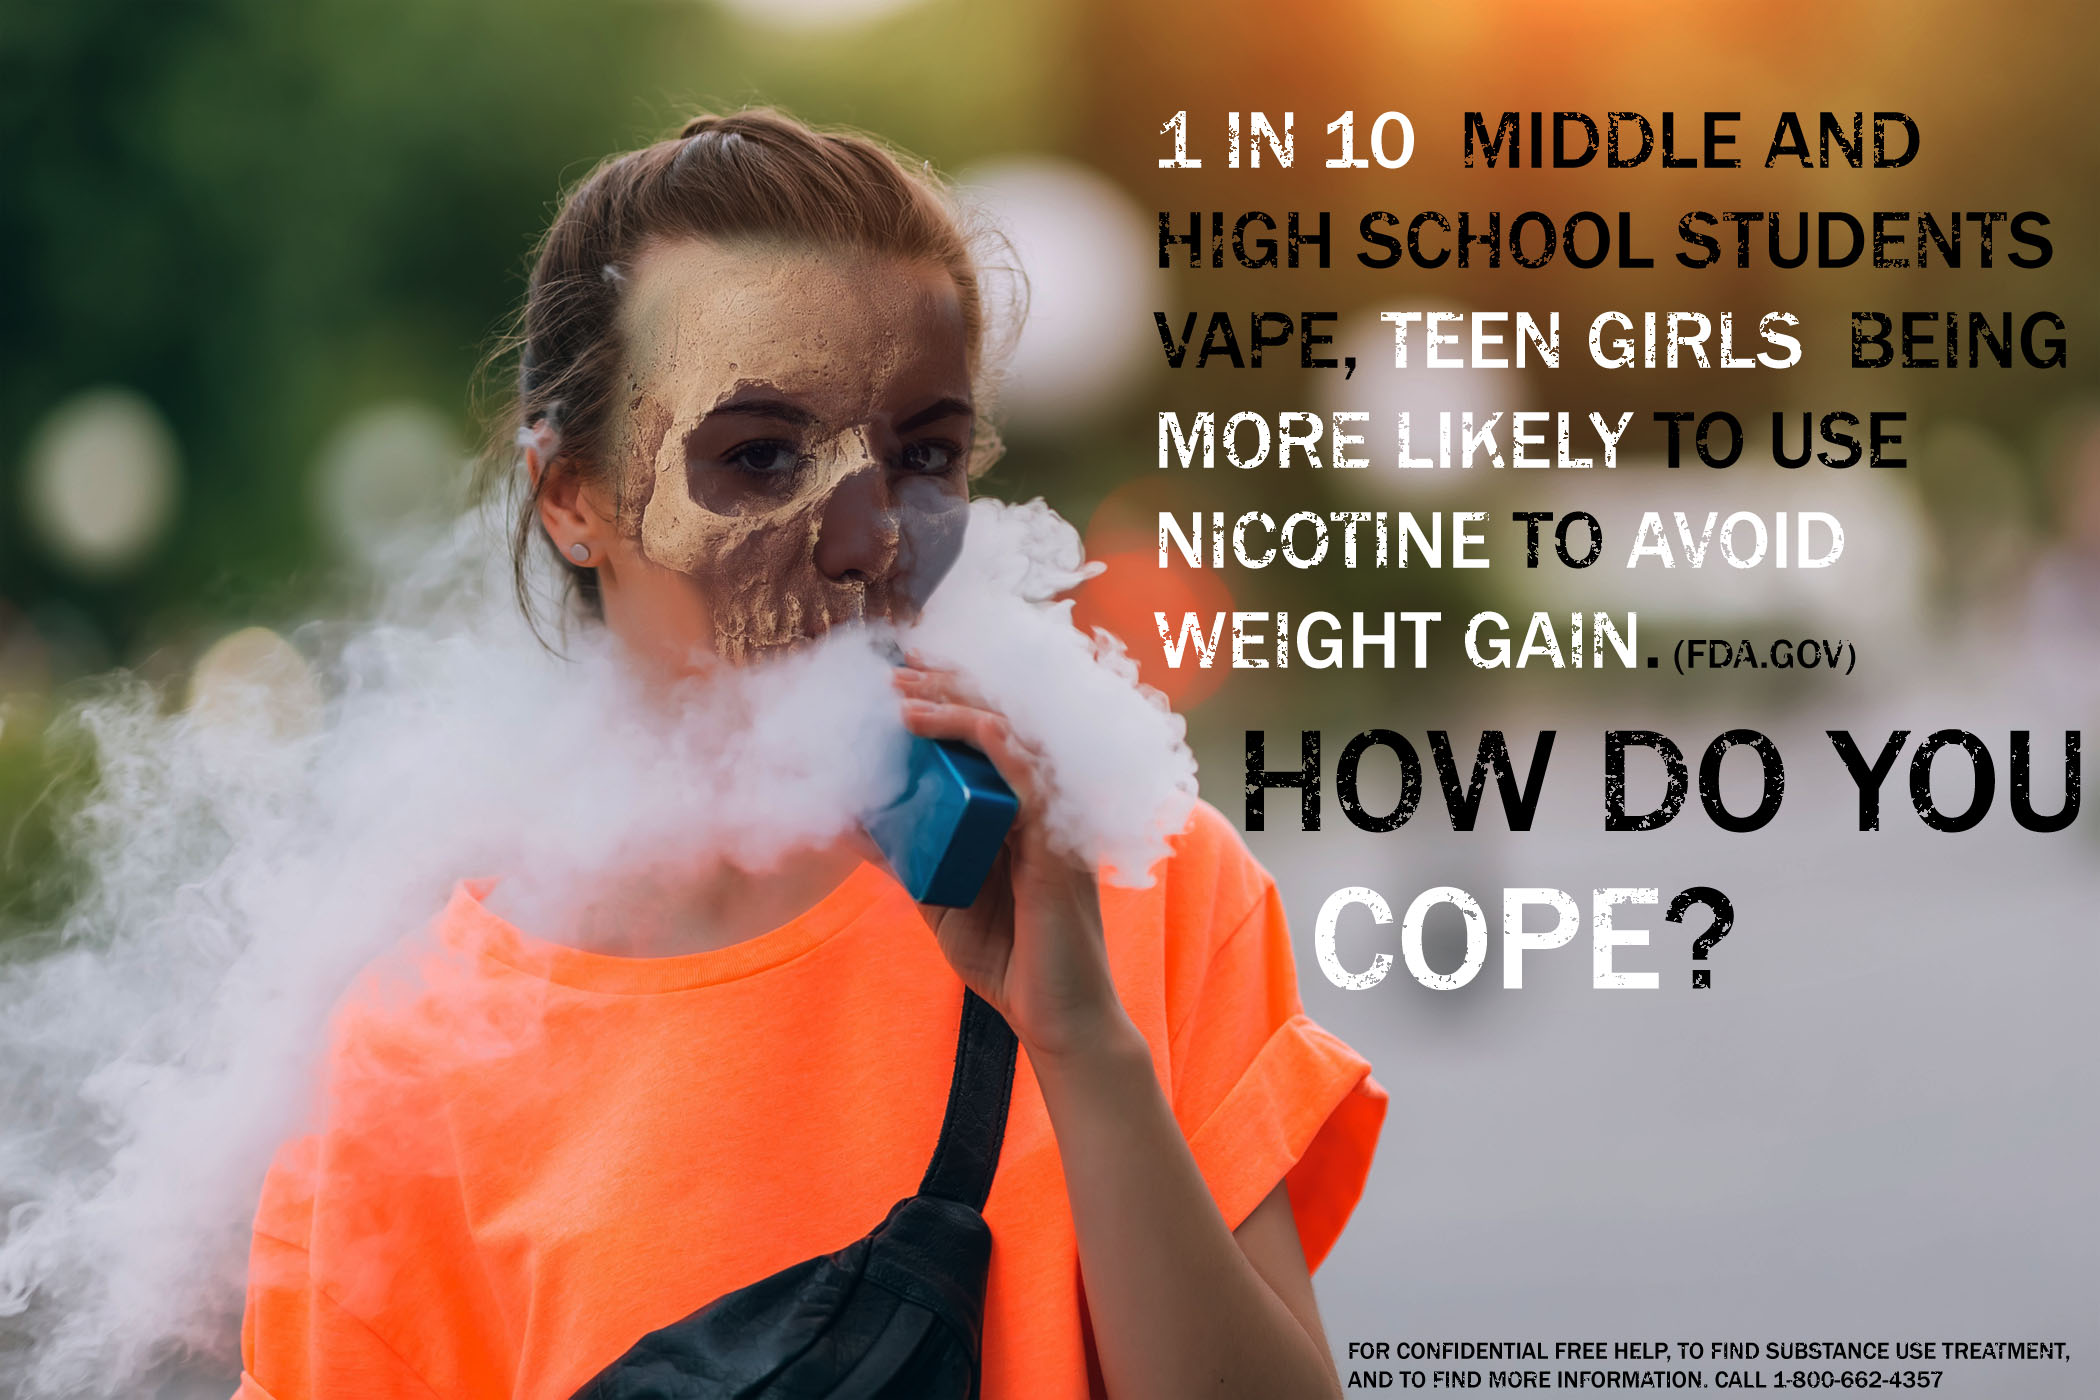 1 IN 10 MIDDLE AND
HIGH SCHOOL STUDENTS
VAPE, TEEN GIRLS BEING
MORE LIKELY TO USE
NICOTINE TO AVOID
WEIGHT GAIN. (FDA.GOV)
HOW DO YOU
COPE?
FOR CONFIDENTIAL FREE HELP, TO FIND SUBSTANCE USE TREATMENT,
AND TO FIND MORE INFORMATION. CALL 1-800-662-4357